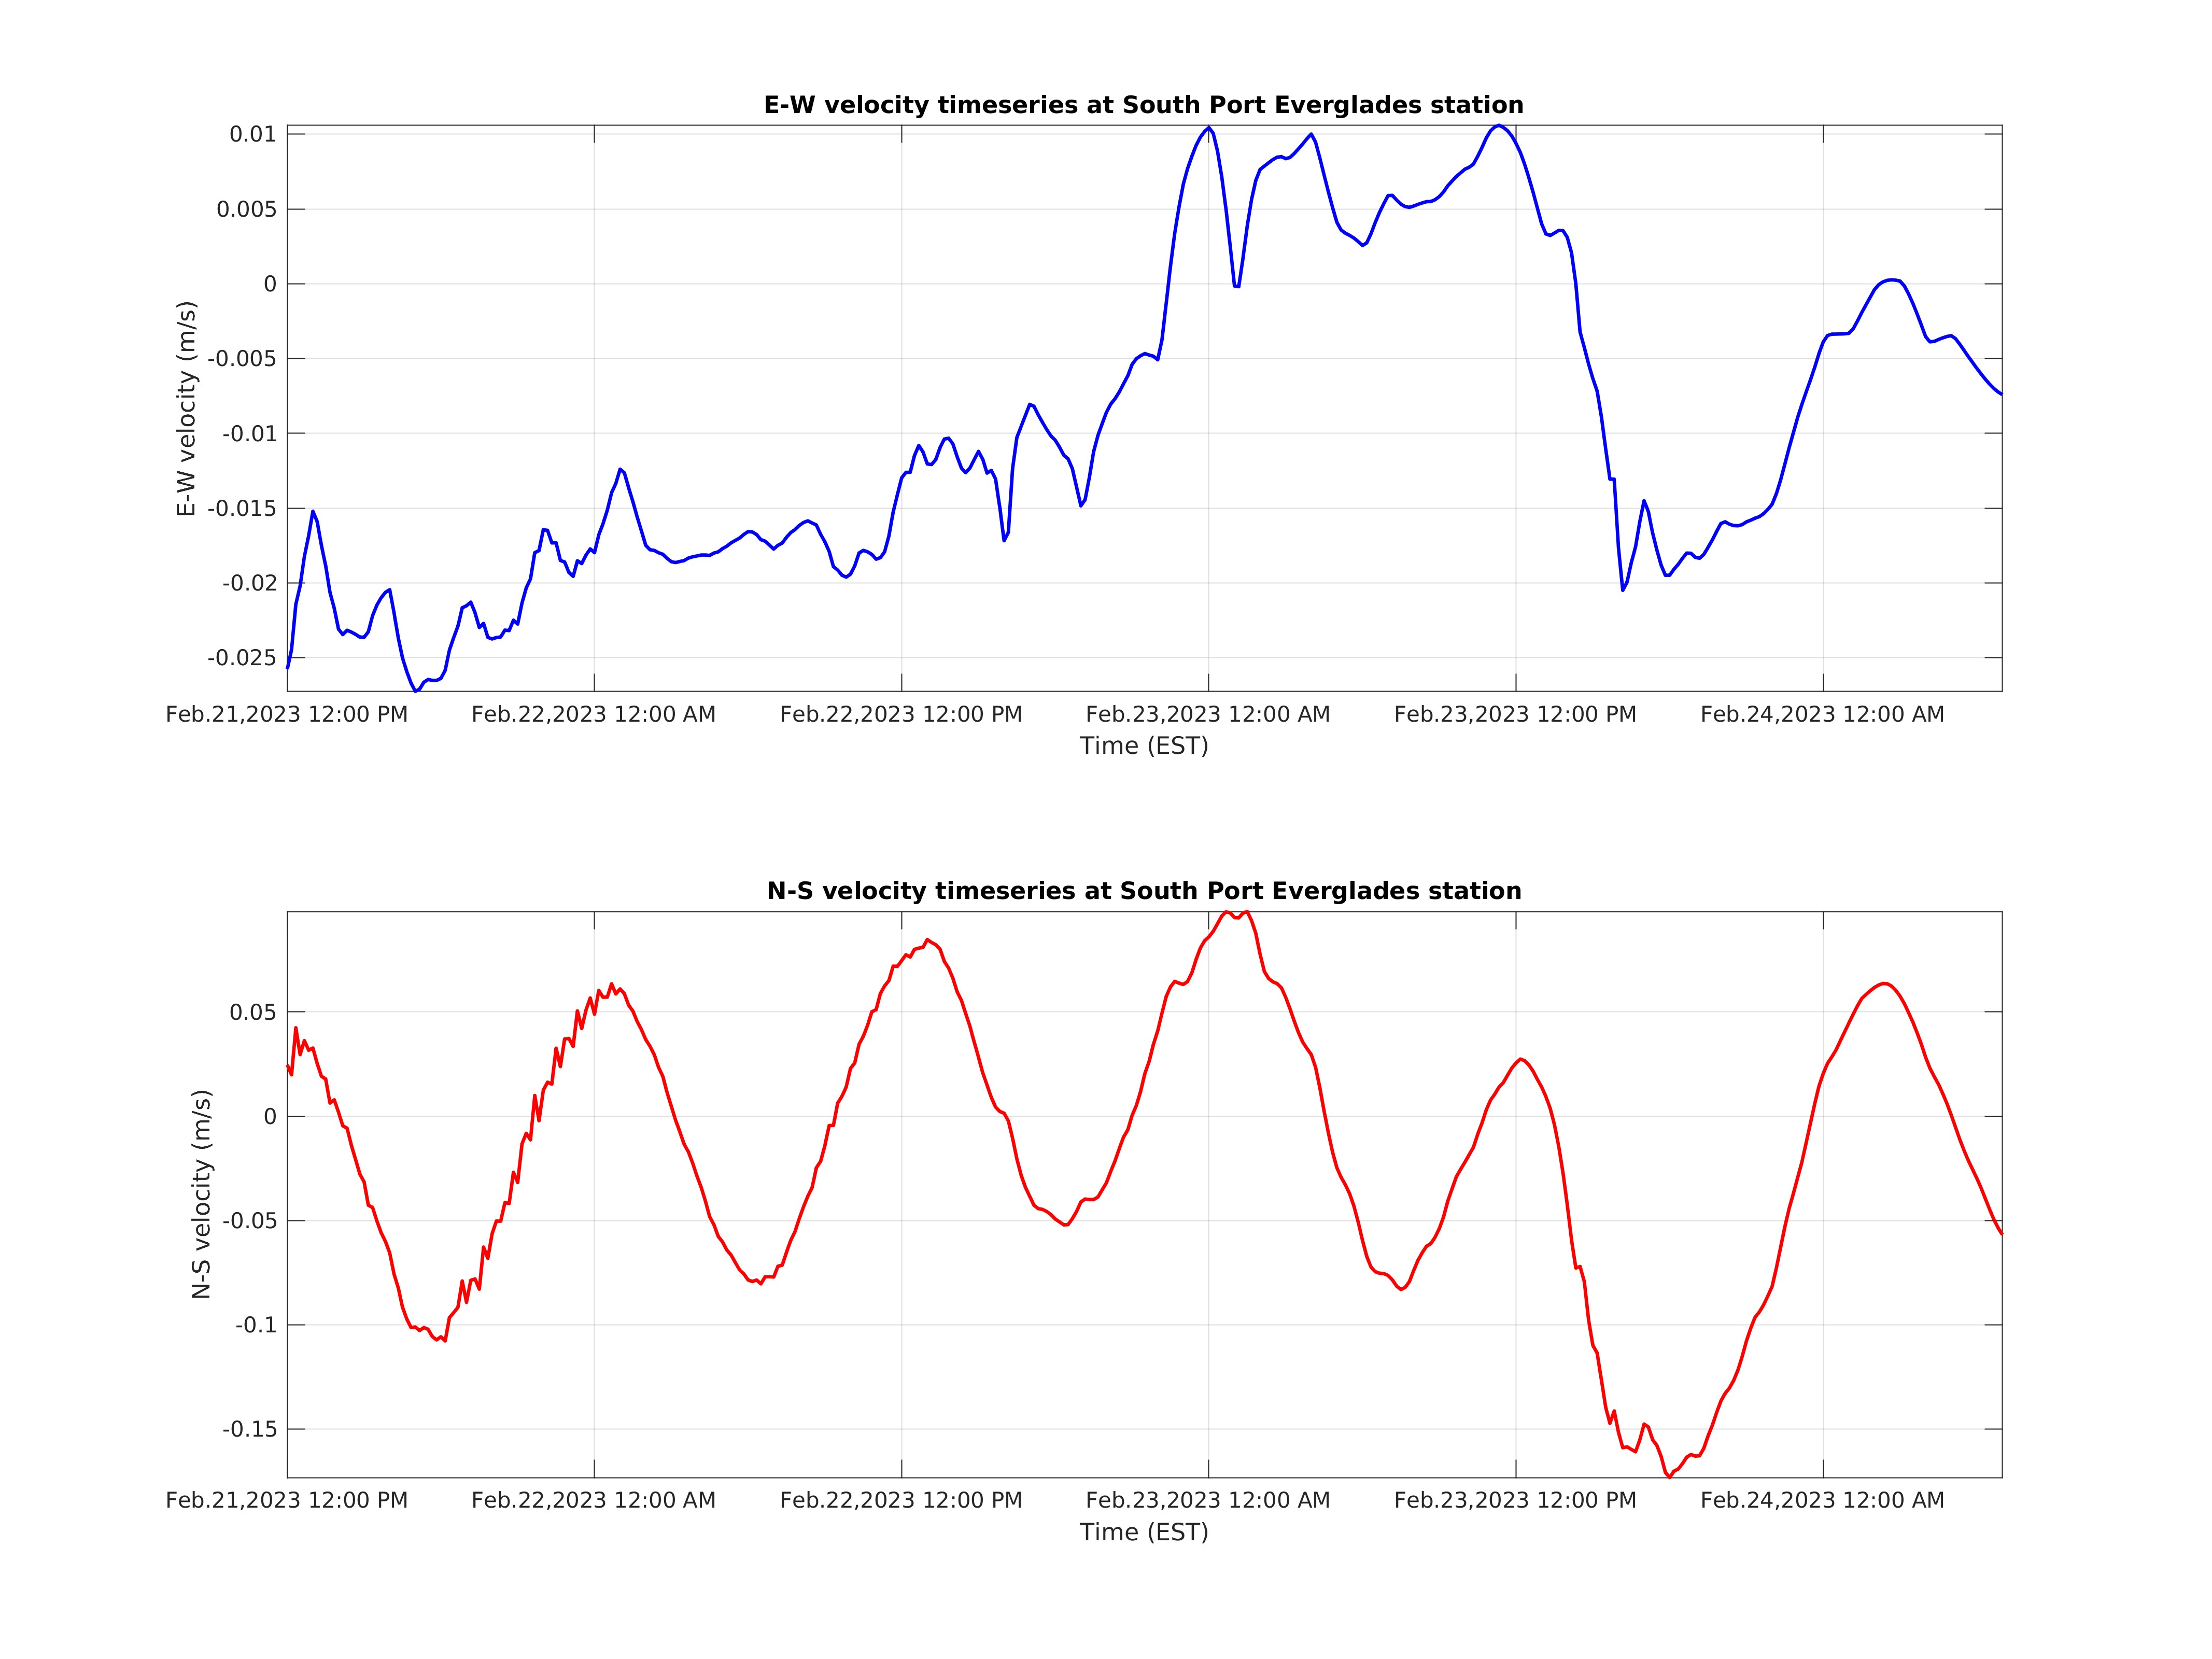 E-W velocity timeseries at South Port Everglades station
E-W velocity (m/s)
0.01
0.005
0
-0.005
-0.01
-0.015
-0.02
-0.025
Feb.21,2023 12:00 PM
Feb.22,2023 12:00 AM
Feb.22,2023 12:00 PM
Feb.23,2023 12:00 AM
Feb.23,2023 12:00 PM
Feb.24,2023 12:00 AM
Time (EST)
N-S velocity timeseries at South Port Everglades station
N-S velocity (m/s)
0.05
0
-0.05
-0.1
-0.15
Feb.21,2023 12:00 PM
Feb.22,2023 12:00 AM
Feb.22,2023 12:00 PM
Feb.23,2023 12:00 AM
Feb.23,2023 12:00 PM
Feb.24,2023 12:00 AM
Time (EST)